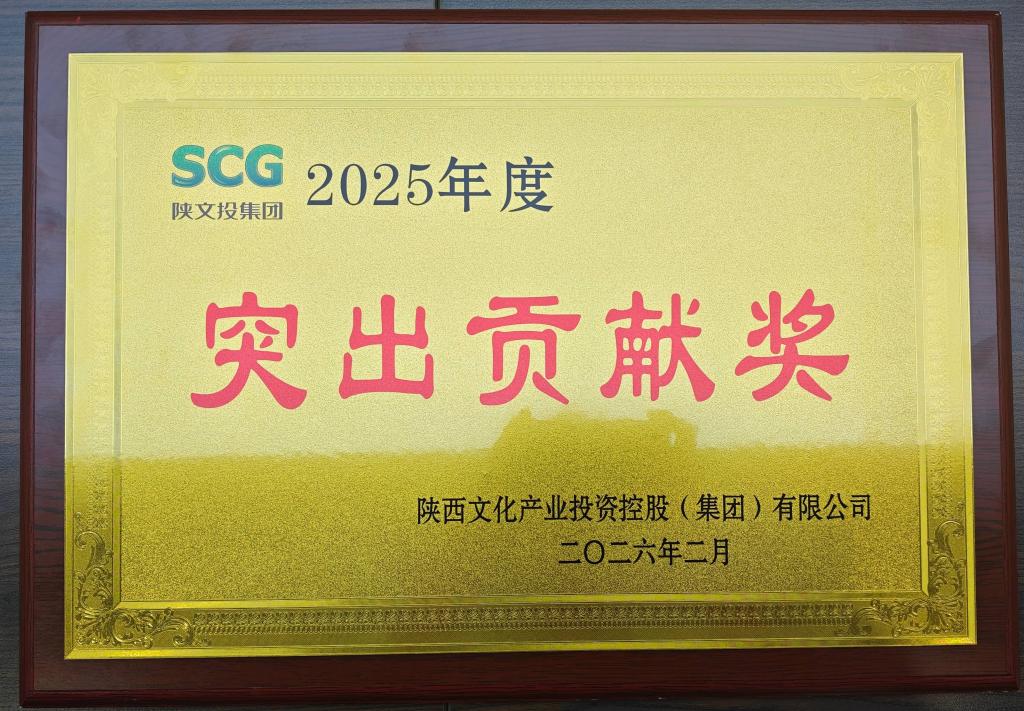 SCG
陕文投集团
2025年度
突出贡献奖
陕西文化产业投资控股（集团）有限公司
二〇二六年二月